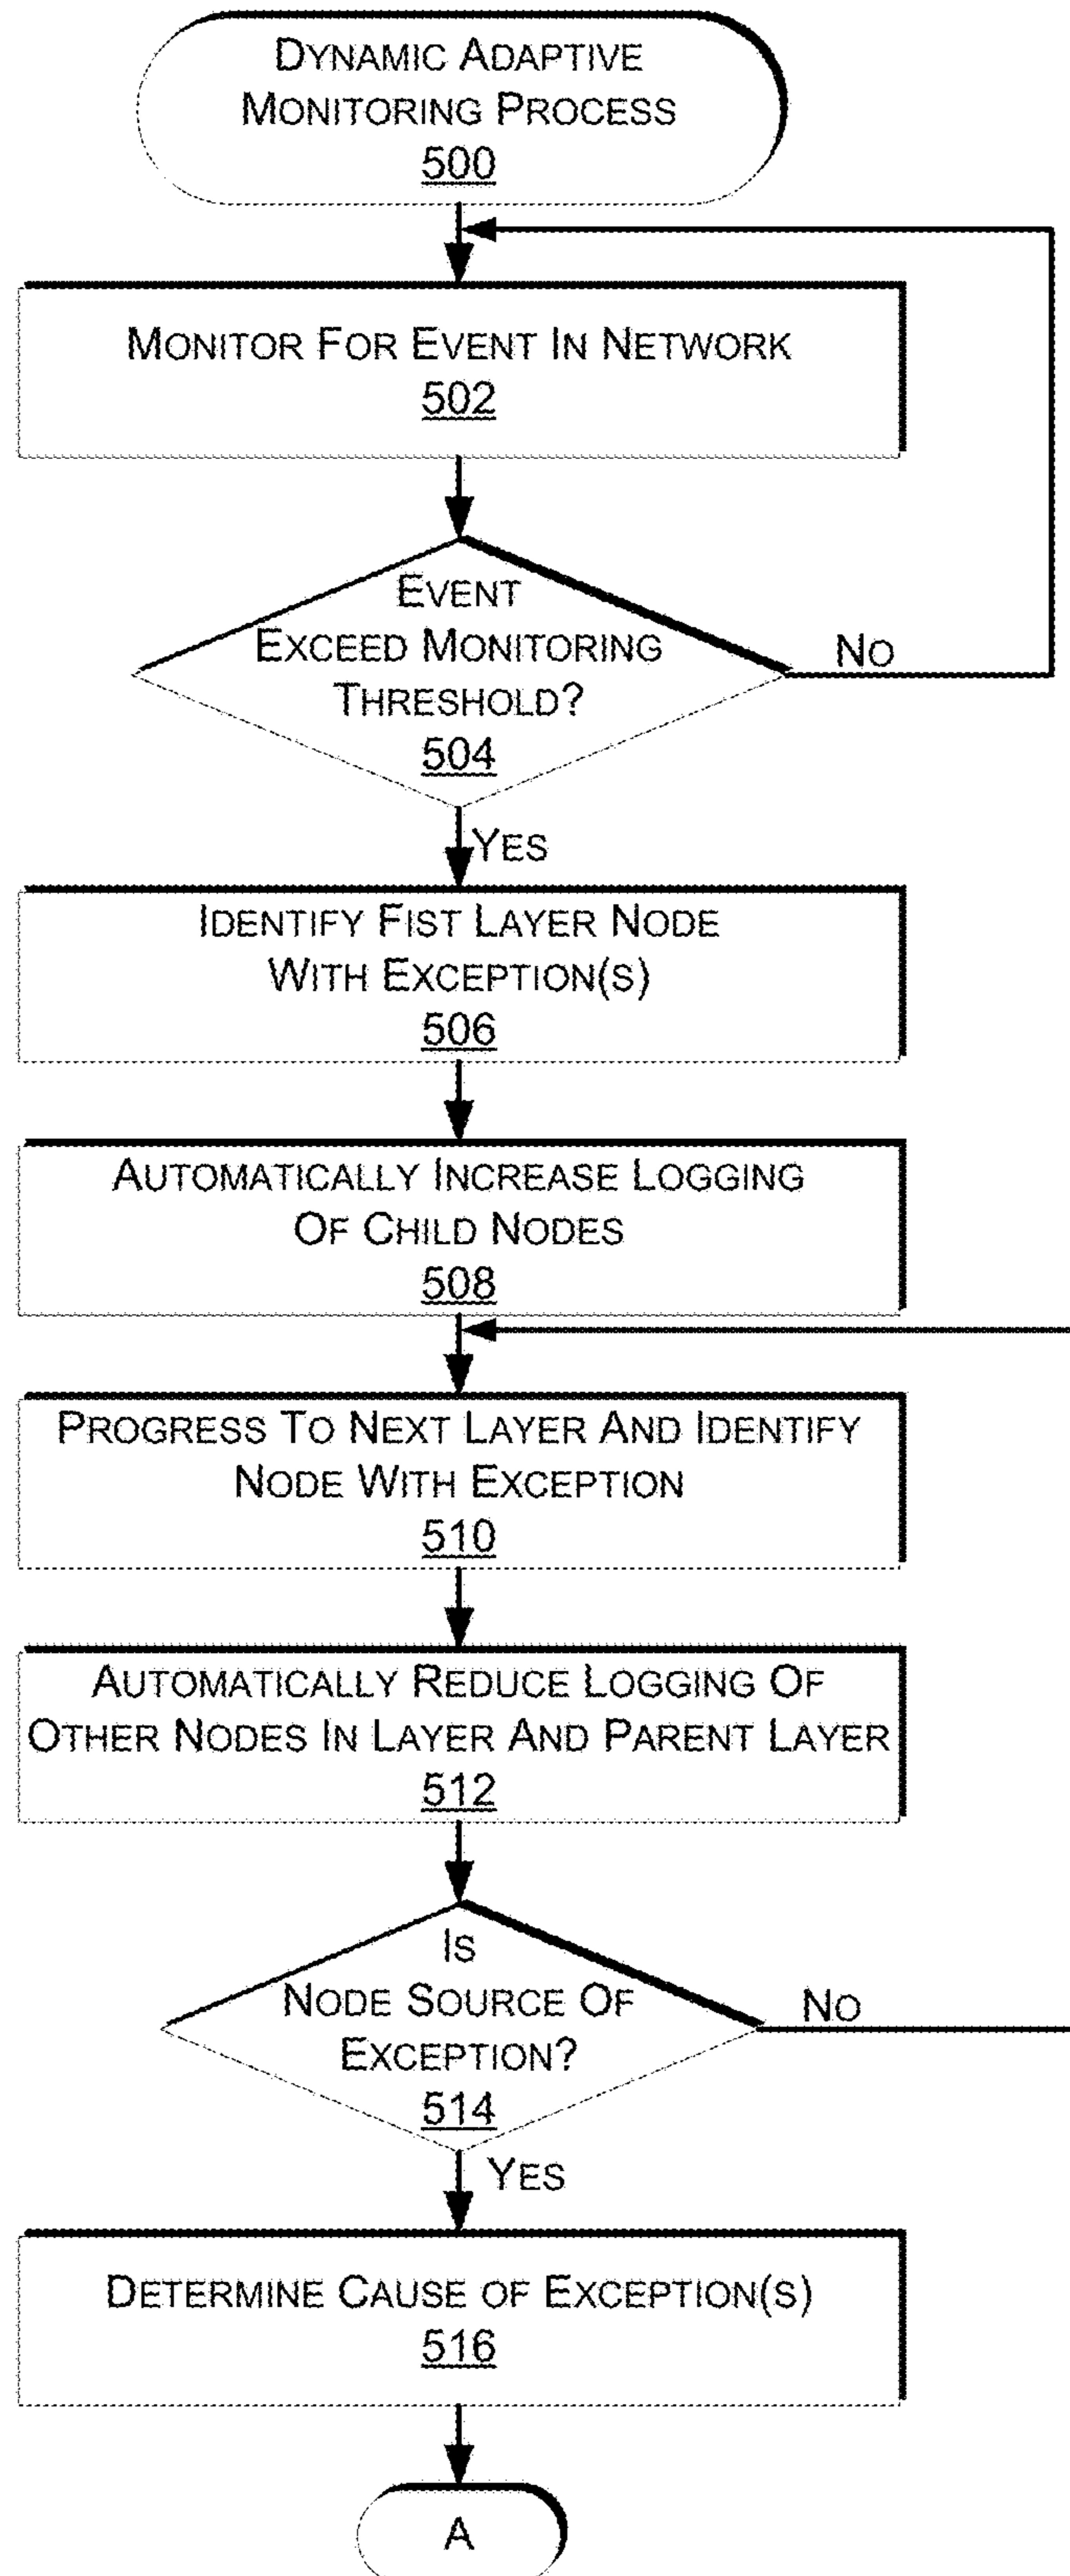 DYNAMIC ADAPTIVE
MONITORING PROCESS
500
MONITOR FOR EVENT IN NETWORK
502
EVENT
EXCEED MONITORING
THRESHOLD?
504
NO
YES
IDENTIFY FIST LAYER NODE
WITH EXCEPTION(S)
506
AUTOMATICALLY INCREASE LOGGING
OF CHILD NODES
508
PROGRESS TO NEXT LAYER AND IDENTIFY
NODE WITH EXCEPTION
510
AUTOMATICALLY REDUCE LOGGING OF
OTHER NODES IN LAYER AND PARENT LAYER
512
IS
NODE SOURCE OF
EXCEPTION?
514
NO
YES
DETERMINE CAUSE OF EXCEPTION(S)
516
A